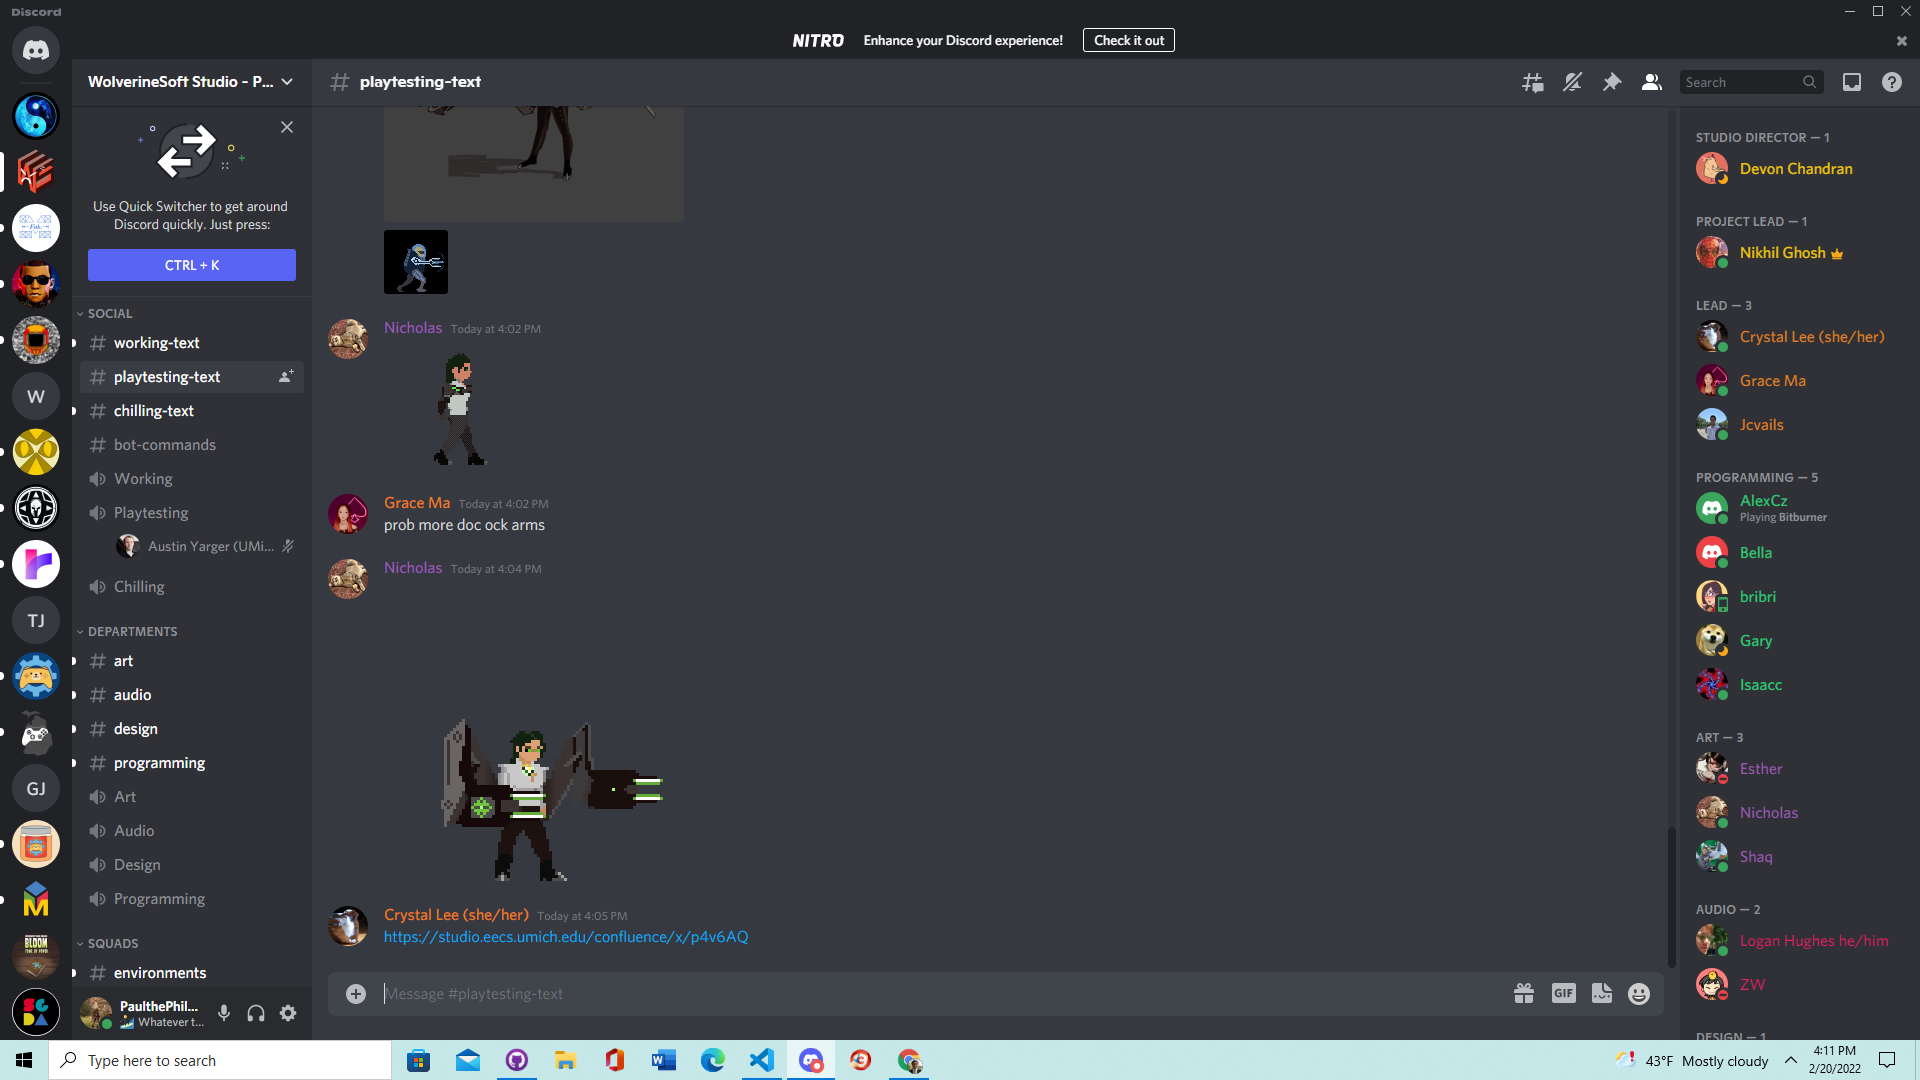 Discord
NITRO Enhance your Discord experience! Check it out
WolverineSoft Studio - P...
playtesting-text
Search
Use Quick Switcher to get around
Discord quickly. Just press:
CTRL + K
SOCIAL
working-text
playtesting-text
chilling-text
bot-commands
Working
Playtesting
Austin Yarger (UMi...
Chilling
DEPARTMENTS
art
audio
design
programming
Art
Audio
Design
Programming
SQUADS
environments
PaulthePhil...
Whatever t...
W
TJ
GJ
BLOOM
M
Nicholas Today at 4:02 PM
Grace Ma Today at 4:02 PM
prob more doc ock arms
Nicholas Today at 4:04 PM
Crystal Lee (she/her) Today at 4:05 PM
https://studio.eecs.umich.edu/confluence/x/p4v6AQ
Message #playtesting-text
GIF
STUDIO DIRECTOR — 1
Devon Chandran
PROJECT LEAD — 1
Nikhil Ghosh
LEAD — 3
Crystal Lee (she/her)
Grace Ma
Jcvails
PROGRAMMING — 5
AlexCz
Playing Bitburner
Bella
bribri
Gary
Isaacc
ART — 3
Esther
Nicholas
Shaq
AUDIO — 2
Logan Hughes he/him
ZW
DESIGN — 1
Type here to search
43°F Mostly cloudy
4:11 PM
2/20/2022